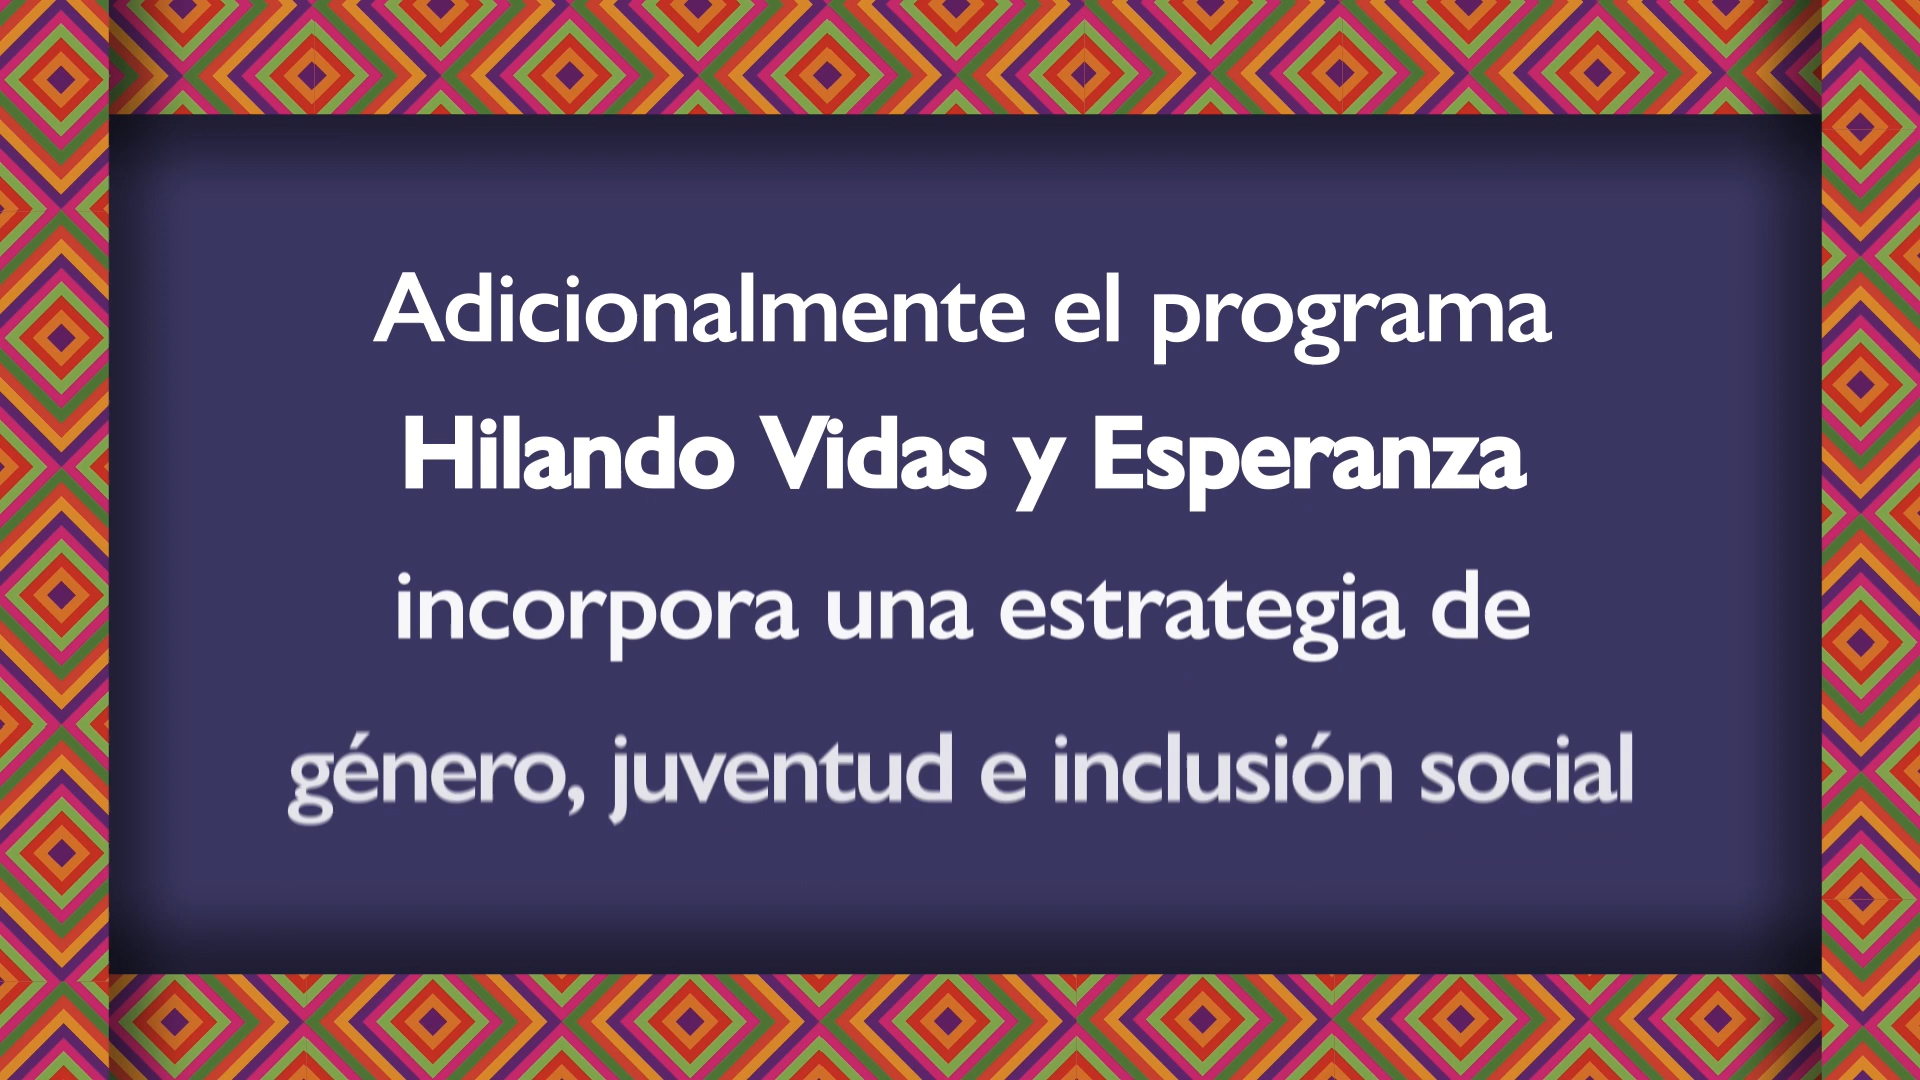 Adicionalmente el programa
Hilando Vidas y Esperanza
incorpora una estrategia de
género, juventud e inclusión social